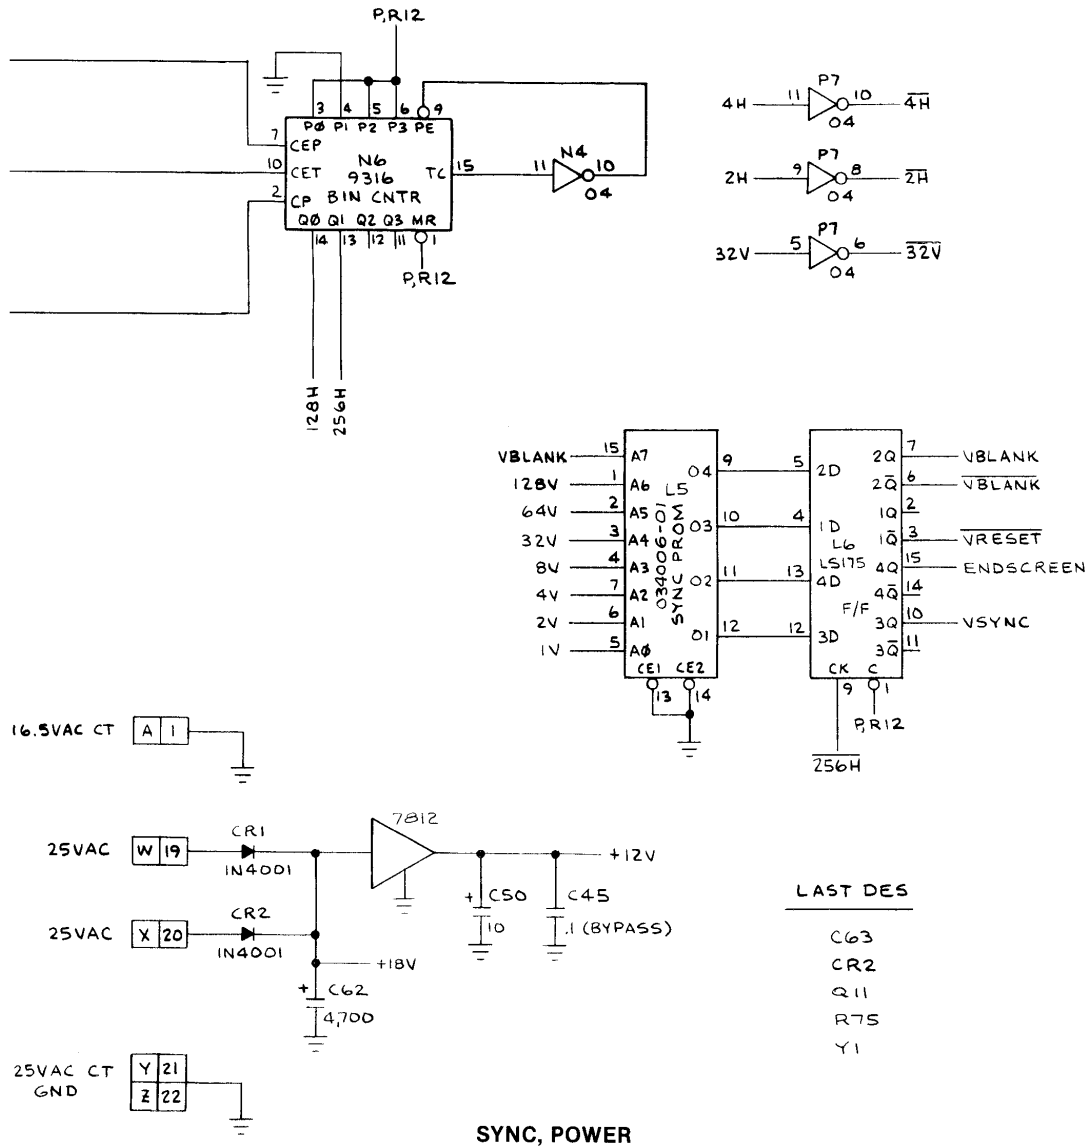 P,R12
3 4 5 6 9
PØ P1 P2 P3 PE
7 CEP
10 CET
2 CP
N6
9316
BIN CNTR
TC 15
QØ Q1 Q2 Q3 MR
14 13 12 11 1
P,R12
128H
256H
11 N4 10
04
P7
4H 11 10 4H̅
04
P7
2H 9 8 2H̅
04
P7
32V 5 6 32V̅
04
VBLANK 15 A7
128V 1 A6
64V 2 A5
32V 3 A4
8V 4 A3
4V 7 A2
2V 6 A1
1V 5 AØ
L5
034006-01
SYNC PROM
O4 9
O3 10
O2 11
O1 12
CE1 CE2
13 14
5 2D
4 1D
13 4D
12 3D
L6
LS175
F/F
2Q 7 VBLANK
2Q̅ 6 V̅B̅L̅A̅N̅K̅
1Q 2
1Q̅ 3 V̅R̅E̅S̅E̅T̅
4Q 15 ENDSCREEN
4Q̅ 14
3Q 10 VSYNC
3Q̅ 11
CK C
9 1
P,R12
2̅5̅6̅H̅
16.5VAC CT A 1
25VAC W 19
CR1
1N4001
25VAC X 20
CR2
1N4001
7812
+12V
+ C50
10
C45
.1 (BYPASS)
+18V
+ C62
4,700
25VAC CT Y 21
GND Z 22
LAST DES
C63
CR2
Q11
R75
Y1
SYNC, POWER